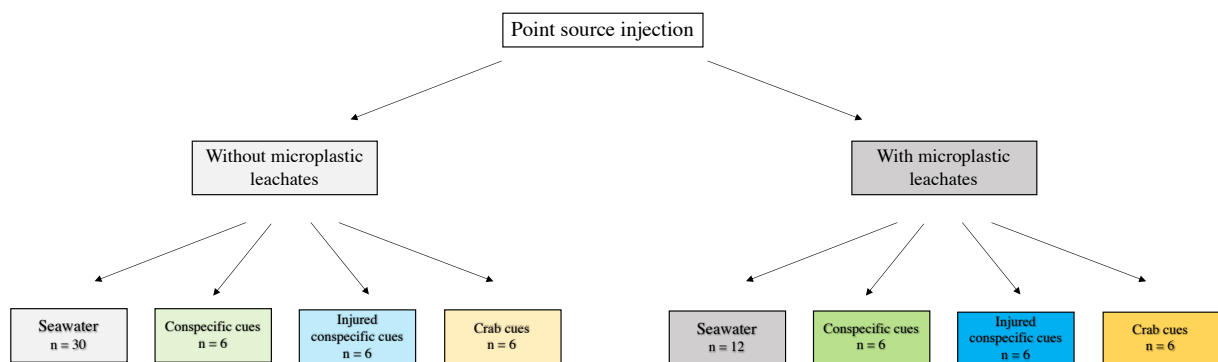 Point source injection
Without microplastic
leachates
With microplastic
leachates
Seawater
n = 30
Conspecific cues
n = 6
Injured
conspecific cues
n = 6
Crab cues
n = 6
Seawater
n = 12
Conspecific cues
n = 6
Injured
conspecific cues
n = 6
Crab cues
n = 6